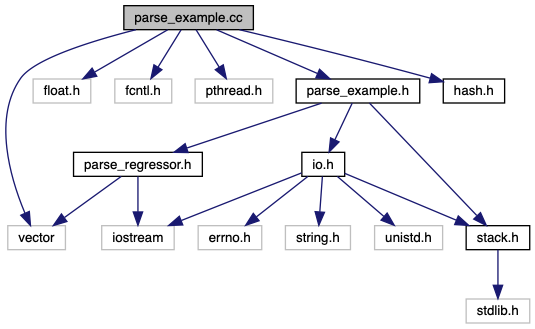 parse_example.cc
float.h
fcntl.h
pthread.h
parse_example.h
hash.h
parse_regressor.h
io.h
vector
iostream
errno.h
string.h
unistd.h
stack.h
stdlib.h